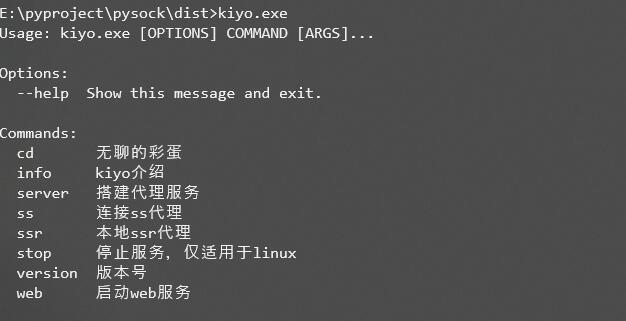 E:\pyproject\pysock\dist>kiyo.exe
Usage: kiyo.exe [OPTIONS] COMMAND [ARGS]...
Options:
--help  Show this message and exit.
Commands:
cd       无聊的彩蛋
info     kiyo介绍
server   搭建代理服务
ss       连接ss代理
ssr      本地ssr代理
stop     停止服务, 仅适用于linux
version  版本号
web      启动web服务